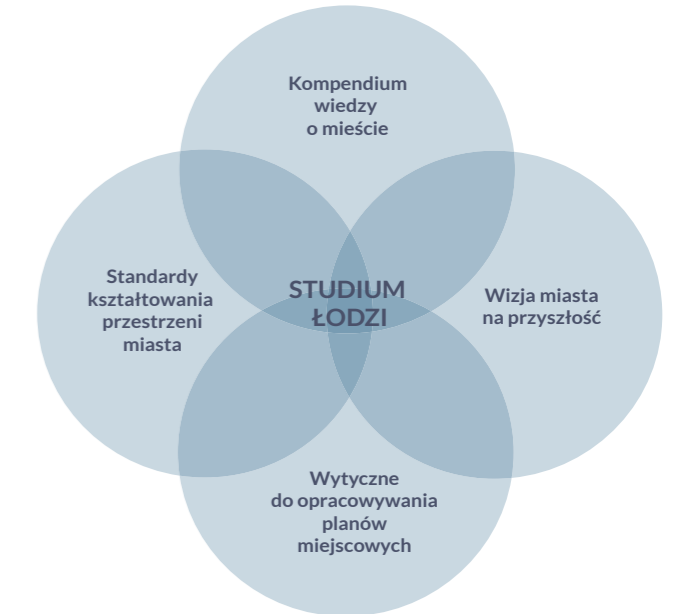 Kompendium
wiedzy
o mieście
Standardy
kształtowania
przestrzeni
miasta
STUDIUM
ŁODZI
Wizja miasta
na przyszłość
Wytyczne
do opracowywania
planów
miejscowych